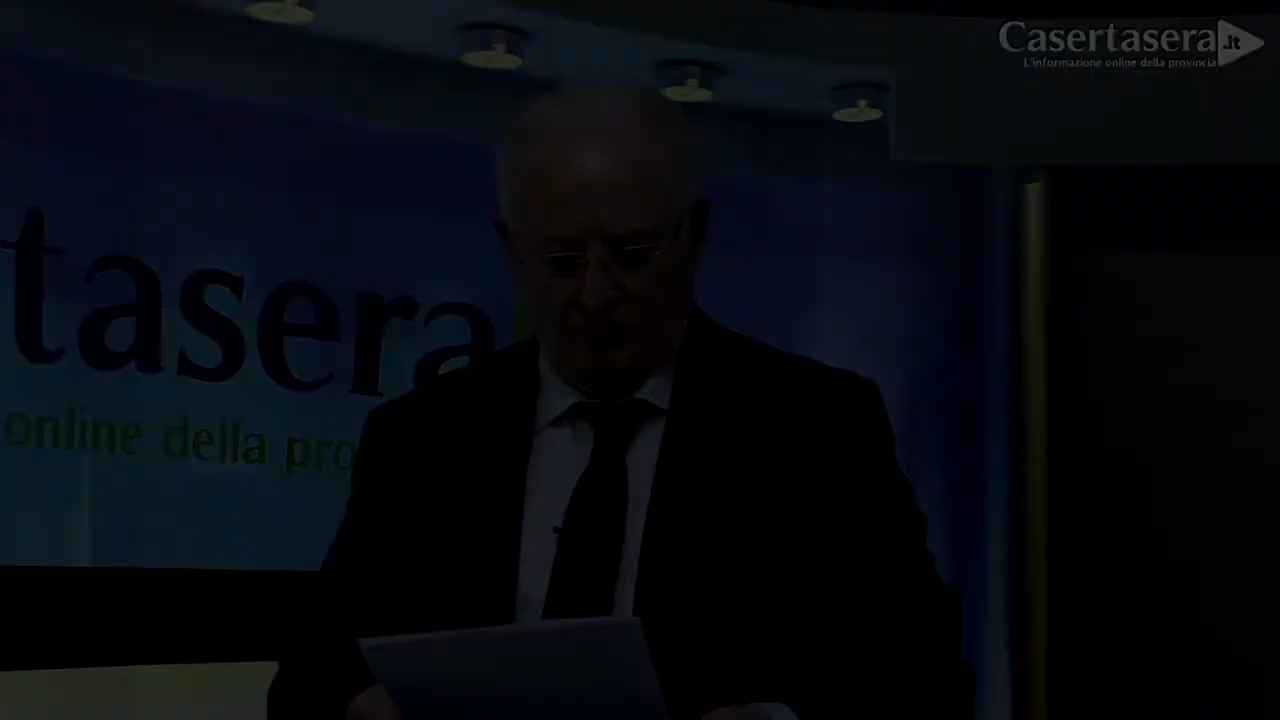 Casertasera.it
L'informazione online della provincia
tasera
online della pro